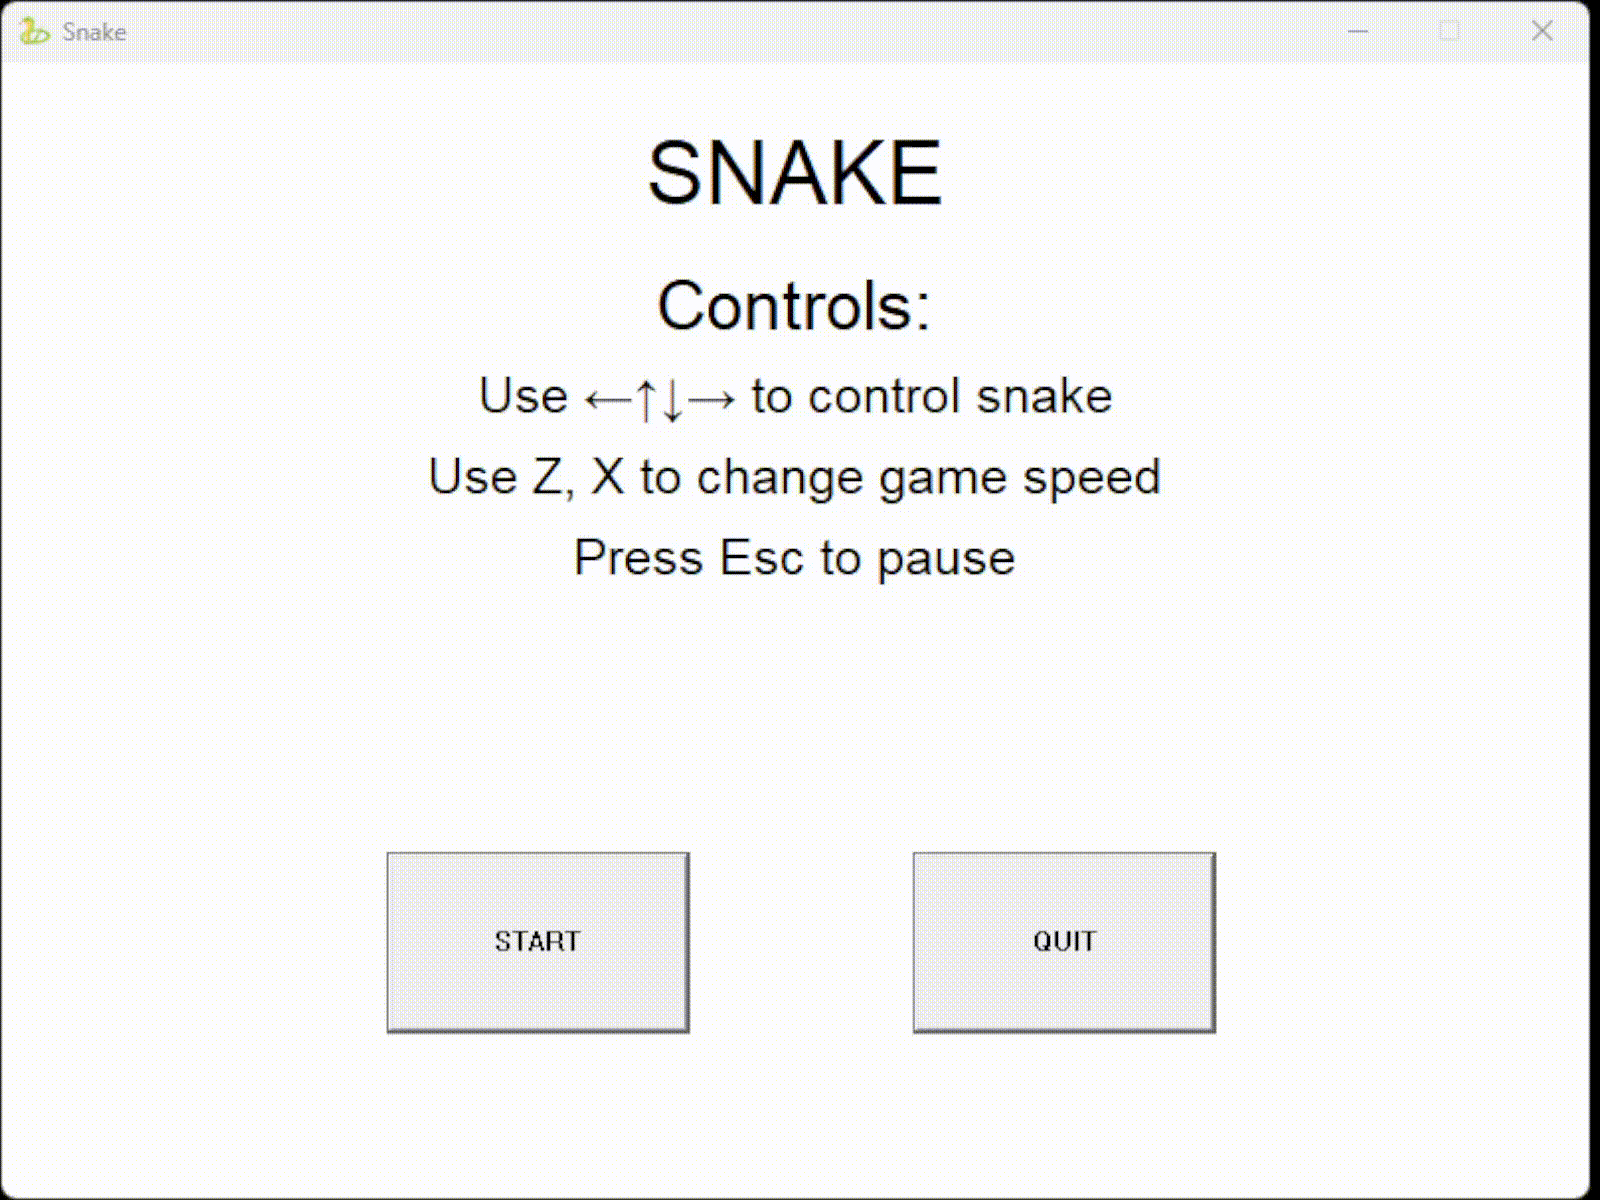 Snake
SNAKE
Controls:
Use ←↑↓→ to control snake
Use Z, X to change game speed
Press Esc to pause
START
QUIT